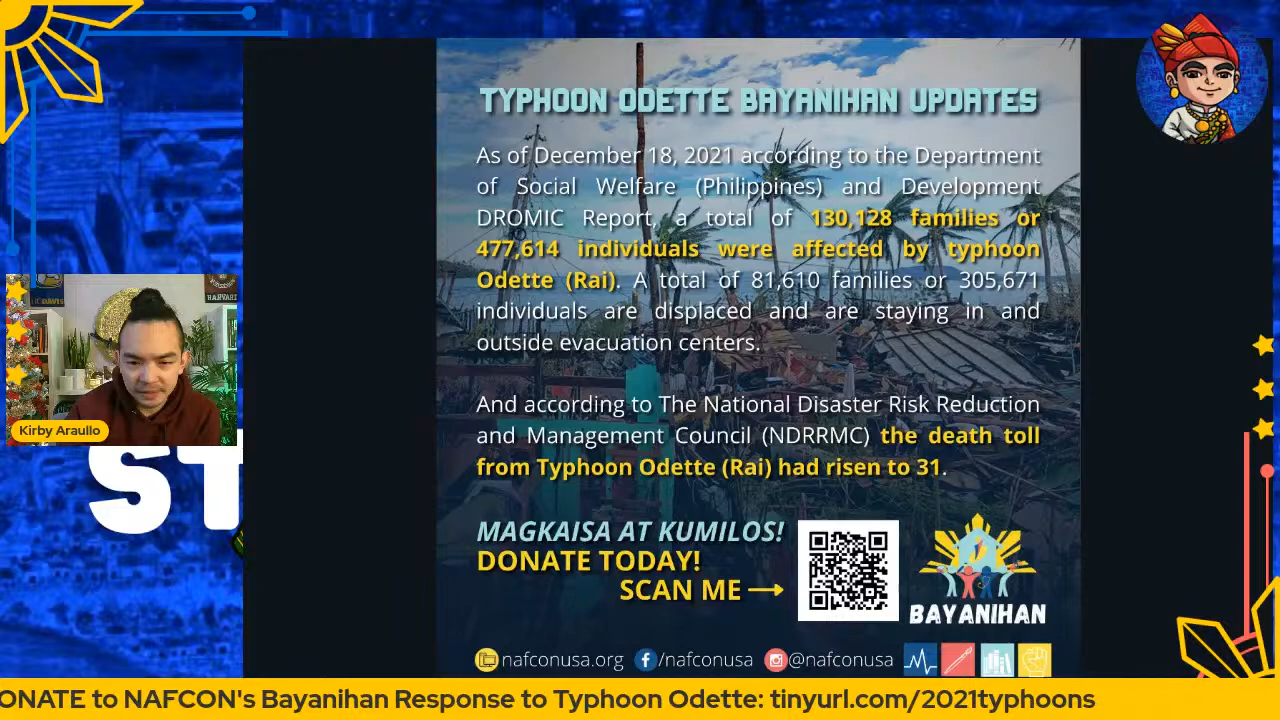 TYPHOON ODETTE BAYANIHAN UPDATES
As of December 18, 2021 according to the Department
of Social Welfare (Philippines) and Development
DROMIC Report, a total of 130,128 families or
477,614 individuals were affected by typhoon
Odette (Rai). A total of 81,610 families or 305,671
individuals are displaced and are staying in and
outside evacuation centers.
And according to The National Disaster Risk Reduction
and Management Council (NDRRMC) the death toll
from Typhoon Odette (Rai) had risen to 31.
MAGKAISA AT KUMILOS!
DONATE TODAY!
SCAN ME
BAYANIHAN
nafconusa.org
/nafconusa
@nafconusa
Kirby Araullo
ST
ONATE to NAFCON's Bayanihan Response to Typhoon Odette: tinyurl.com/2021typhoons